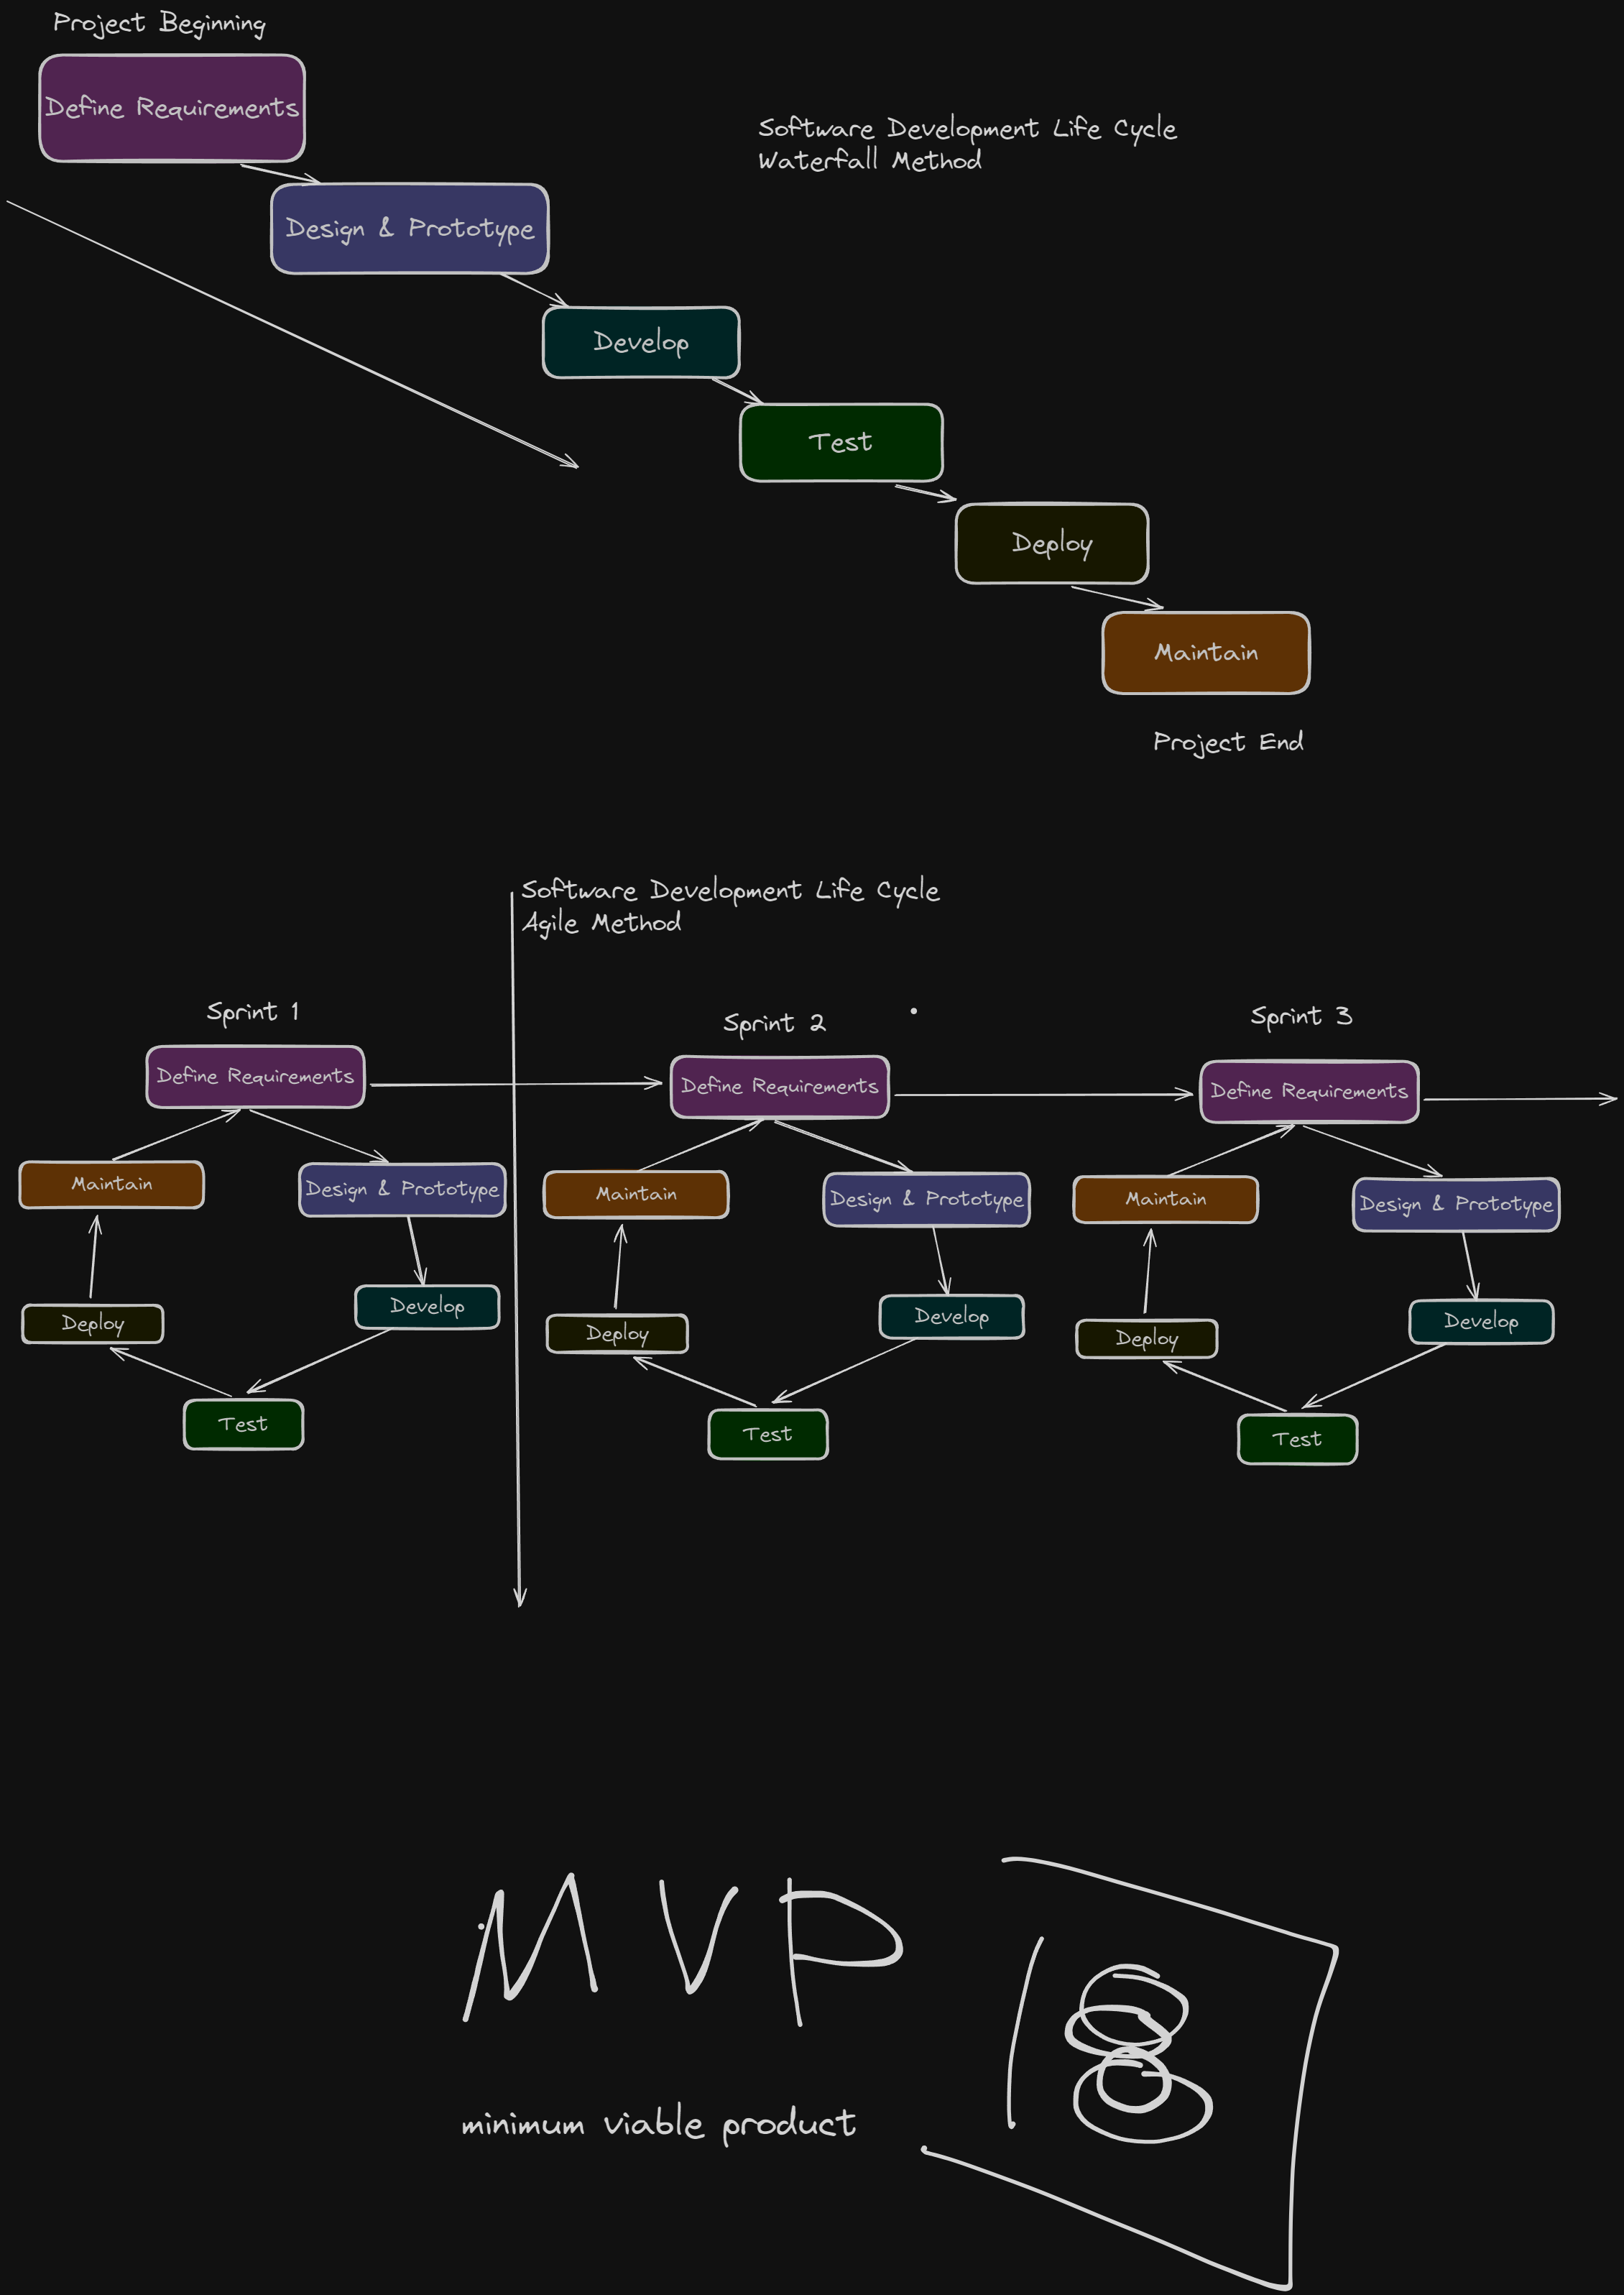 Project Beginning
Define Requirements
Software Development Life Cycle
Waterfall Method
Design & Prototype
Develop
Test
Deploy
Maintain
Project End
Software Development Life Cycle
Agile Method
Sprint 1
Define Requirements
Design & Prototype
Develop
Test
Deploy
Maintain
Sprint 2
Define Requirements
Design & Prototype
Develop
Test
Deploy
Maintain
Sprint 3
Define Requirements
Design & Prototype
Develop
Test
Deploy
Maintain
MVP
minimum viable product